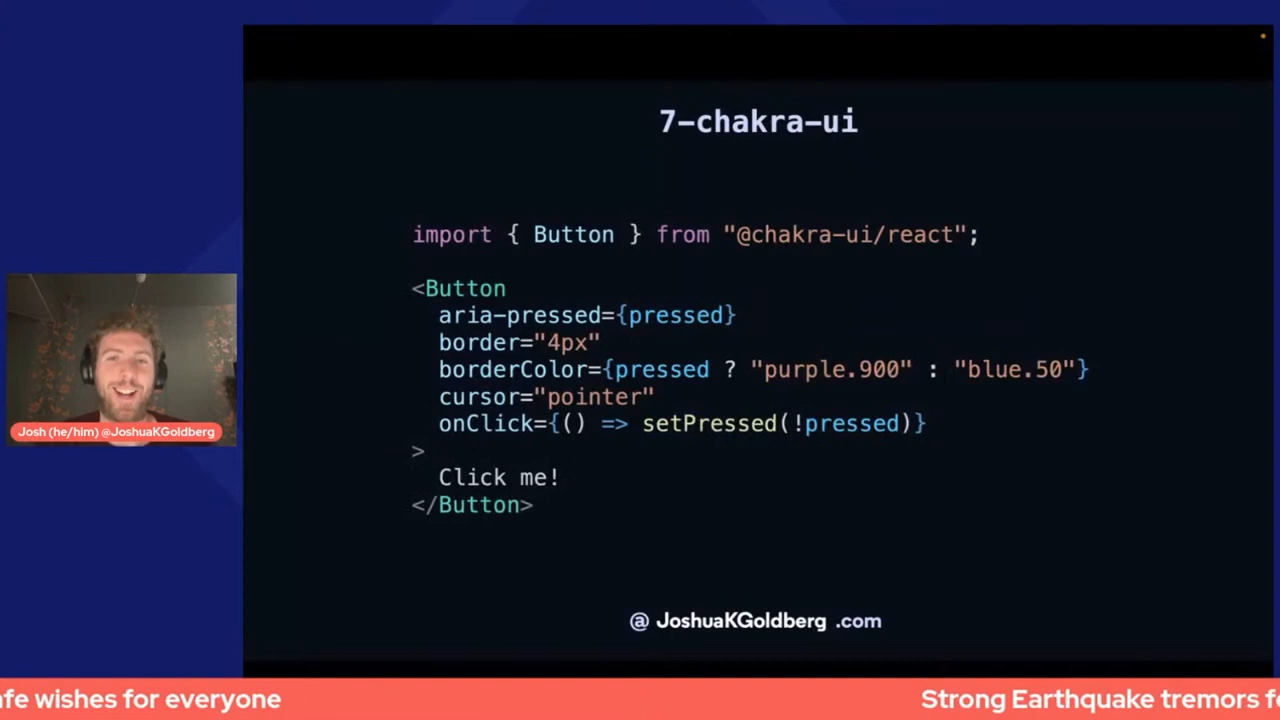 7-chakra-ui
import { Button } from "@chakra-ui/react";
<Button
aria-pressed={pressed}
border="4px"
borderColor={pressed ? "purple.900" : "blue.50"}
cursor="pointer"
onClick={() => setPressed(!pressed)}
>
Click me!
</Button>
Josh (he/him) @JoshuaKGoldberg
@ JoshuaKGoldberg .com
wishes for everyone
Strong Earthquake tremors